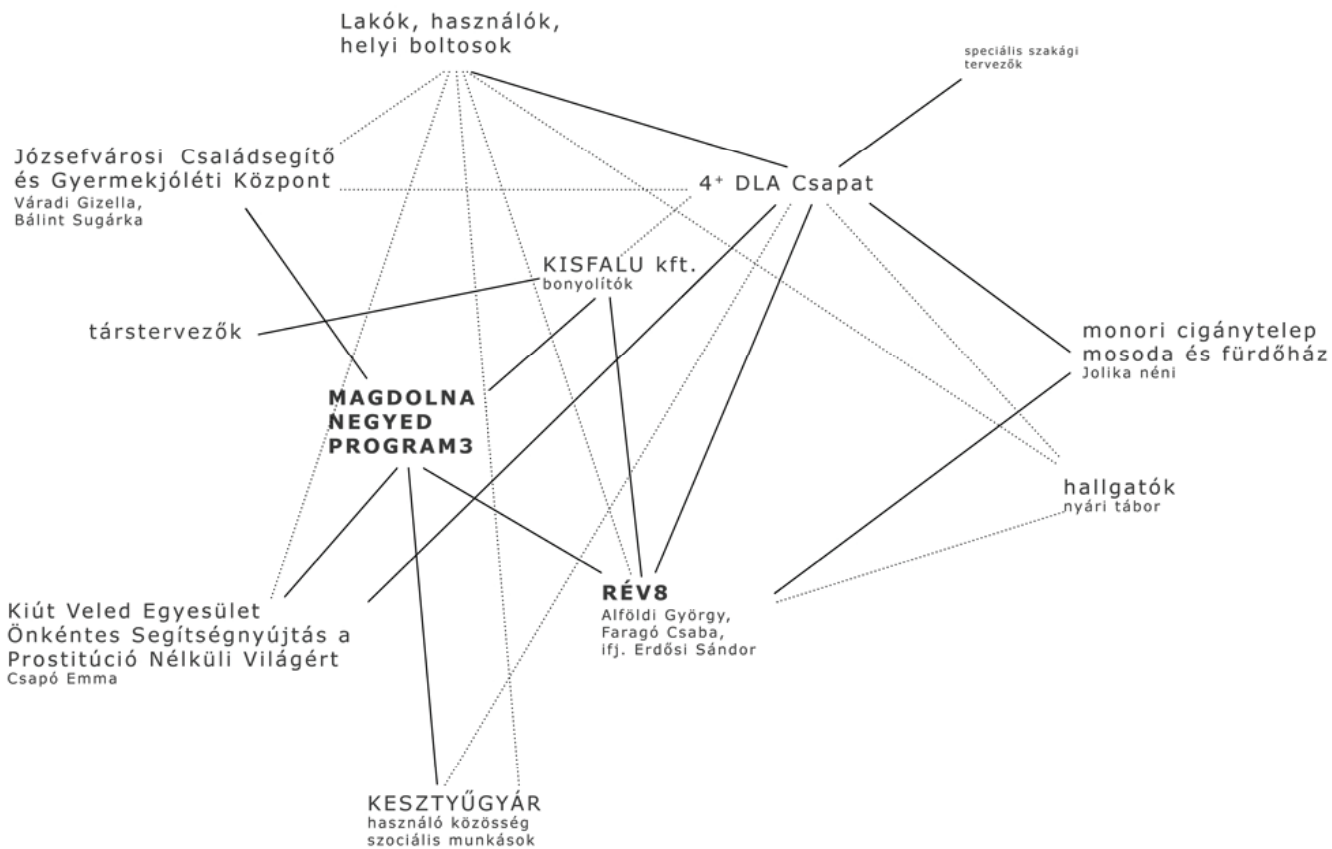 Lakók, használók,
helyi boltosok
speciális szakági
tervezők
Józsefvárosi Családsegítő
és Gyermekjóléti Központ
Váradi Gizella,
Bálint Sugárka
4⁺ DLA Csapat
KISFALU kft.
bonyolítók
társtervezők
monori cigánytelep
mosoda és fürdőház
Jolika néni
MAGDOLNA
NEGYED
PROGRAM3
hallgatók
nyári tábor
RÉV8
Alföldi György,
Faragó Csaba,
ifj. Erdősi Sándor
Kiút Veled Egyesület
Önkéntes Segítségnyújtás a
Prostitúció Nélküli Világért
Csapó Emma
KESZTYŰGYÁR
használó közösség
szociális munkások